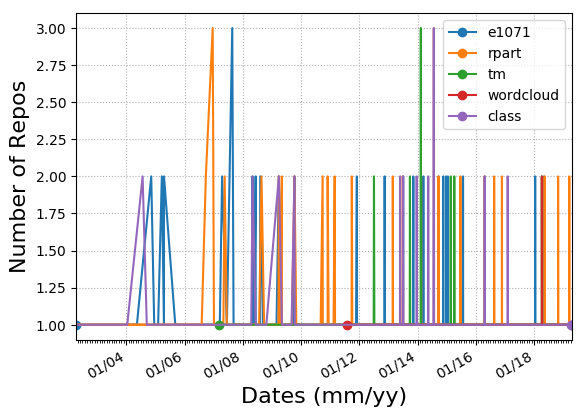 3.00
2.75
2.50
2.25
2.00
1.75
1.50
1.25
1.00
Number of Repos
e1071
rpart
tm
wordcloud
class
01/04
01/06
01/08
01/10
01/12
01/14
01/16
01/18
Dates (mm/yy)